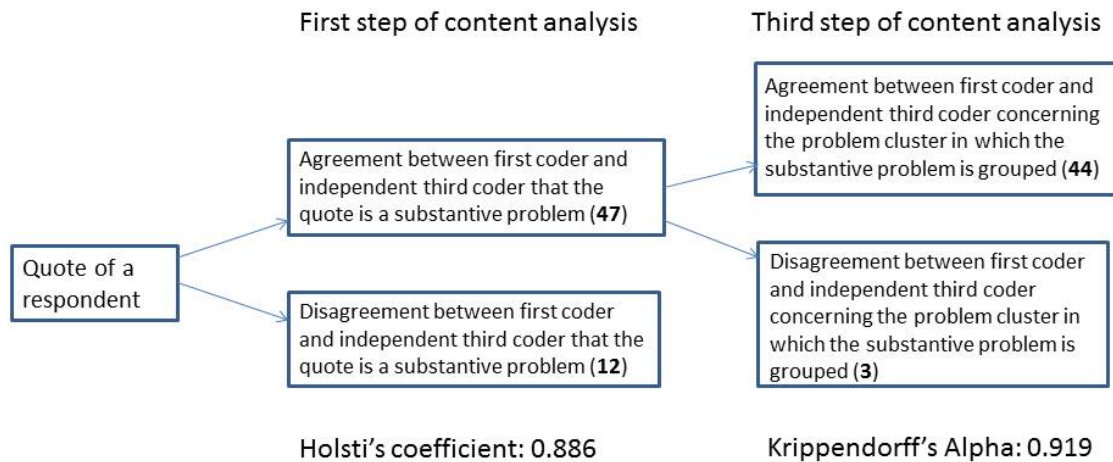 First step of content analysis
Third step of content analysis
Quote of a
respondent
Agreement between first coder and
independent third coder that the
quote is a substantive problem (47)
Disagreement between first coder
and independent third coder that the
quote is a substantive problem (12)
Agreement between first coder and
independent third coder concerning
the problem cluster in which the
substantive problem is grouped (44)
Disagreement between first coder
and independent third coder
concerning the problem cluster in
which the substantive problem is
grouped (3)
Holsti’s coefficient: 0.886
Krippendorff’s Alpha: 0.919